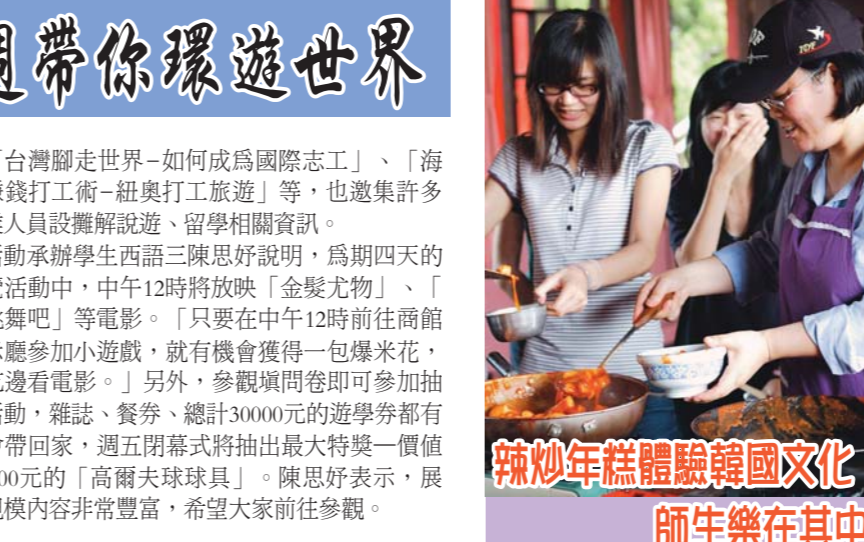 週帶你環遊世界
「台灣腳走世界–如何成為國際志工」、「海
賺錢打工術–紐奧打工旅遊」等，也邀集許多
業人員設攤解說遊、留學相關資訊。
活動承辦學生西語三陳思妤說明，為期四天的
活動中，中午12時將放映「金髮尤物」、「
跳舞吧」等電影。「只要在中午12時前往商館
示廳參加小遊戲，就有機會獲得一包爆米花，
邊看電影。」另外，參觀填問卷即可參加抽
活動，雜誌、餐券、總計30000元的遊學券都有
會帶回家，週五閉幕式將抽出最大特獎—價值
00元的「高爾夫球球具」。陳思妤表示，展
規模內容非常豐富，希望大家前往參觀。
辣炒年糕體驗韓國文化
師生樂在其中